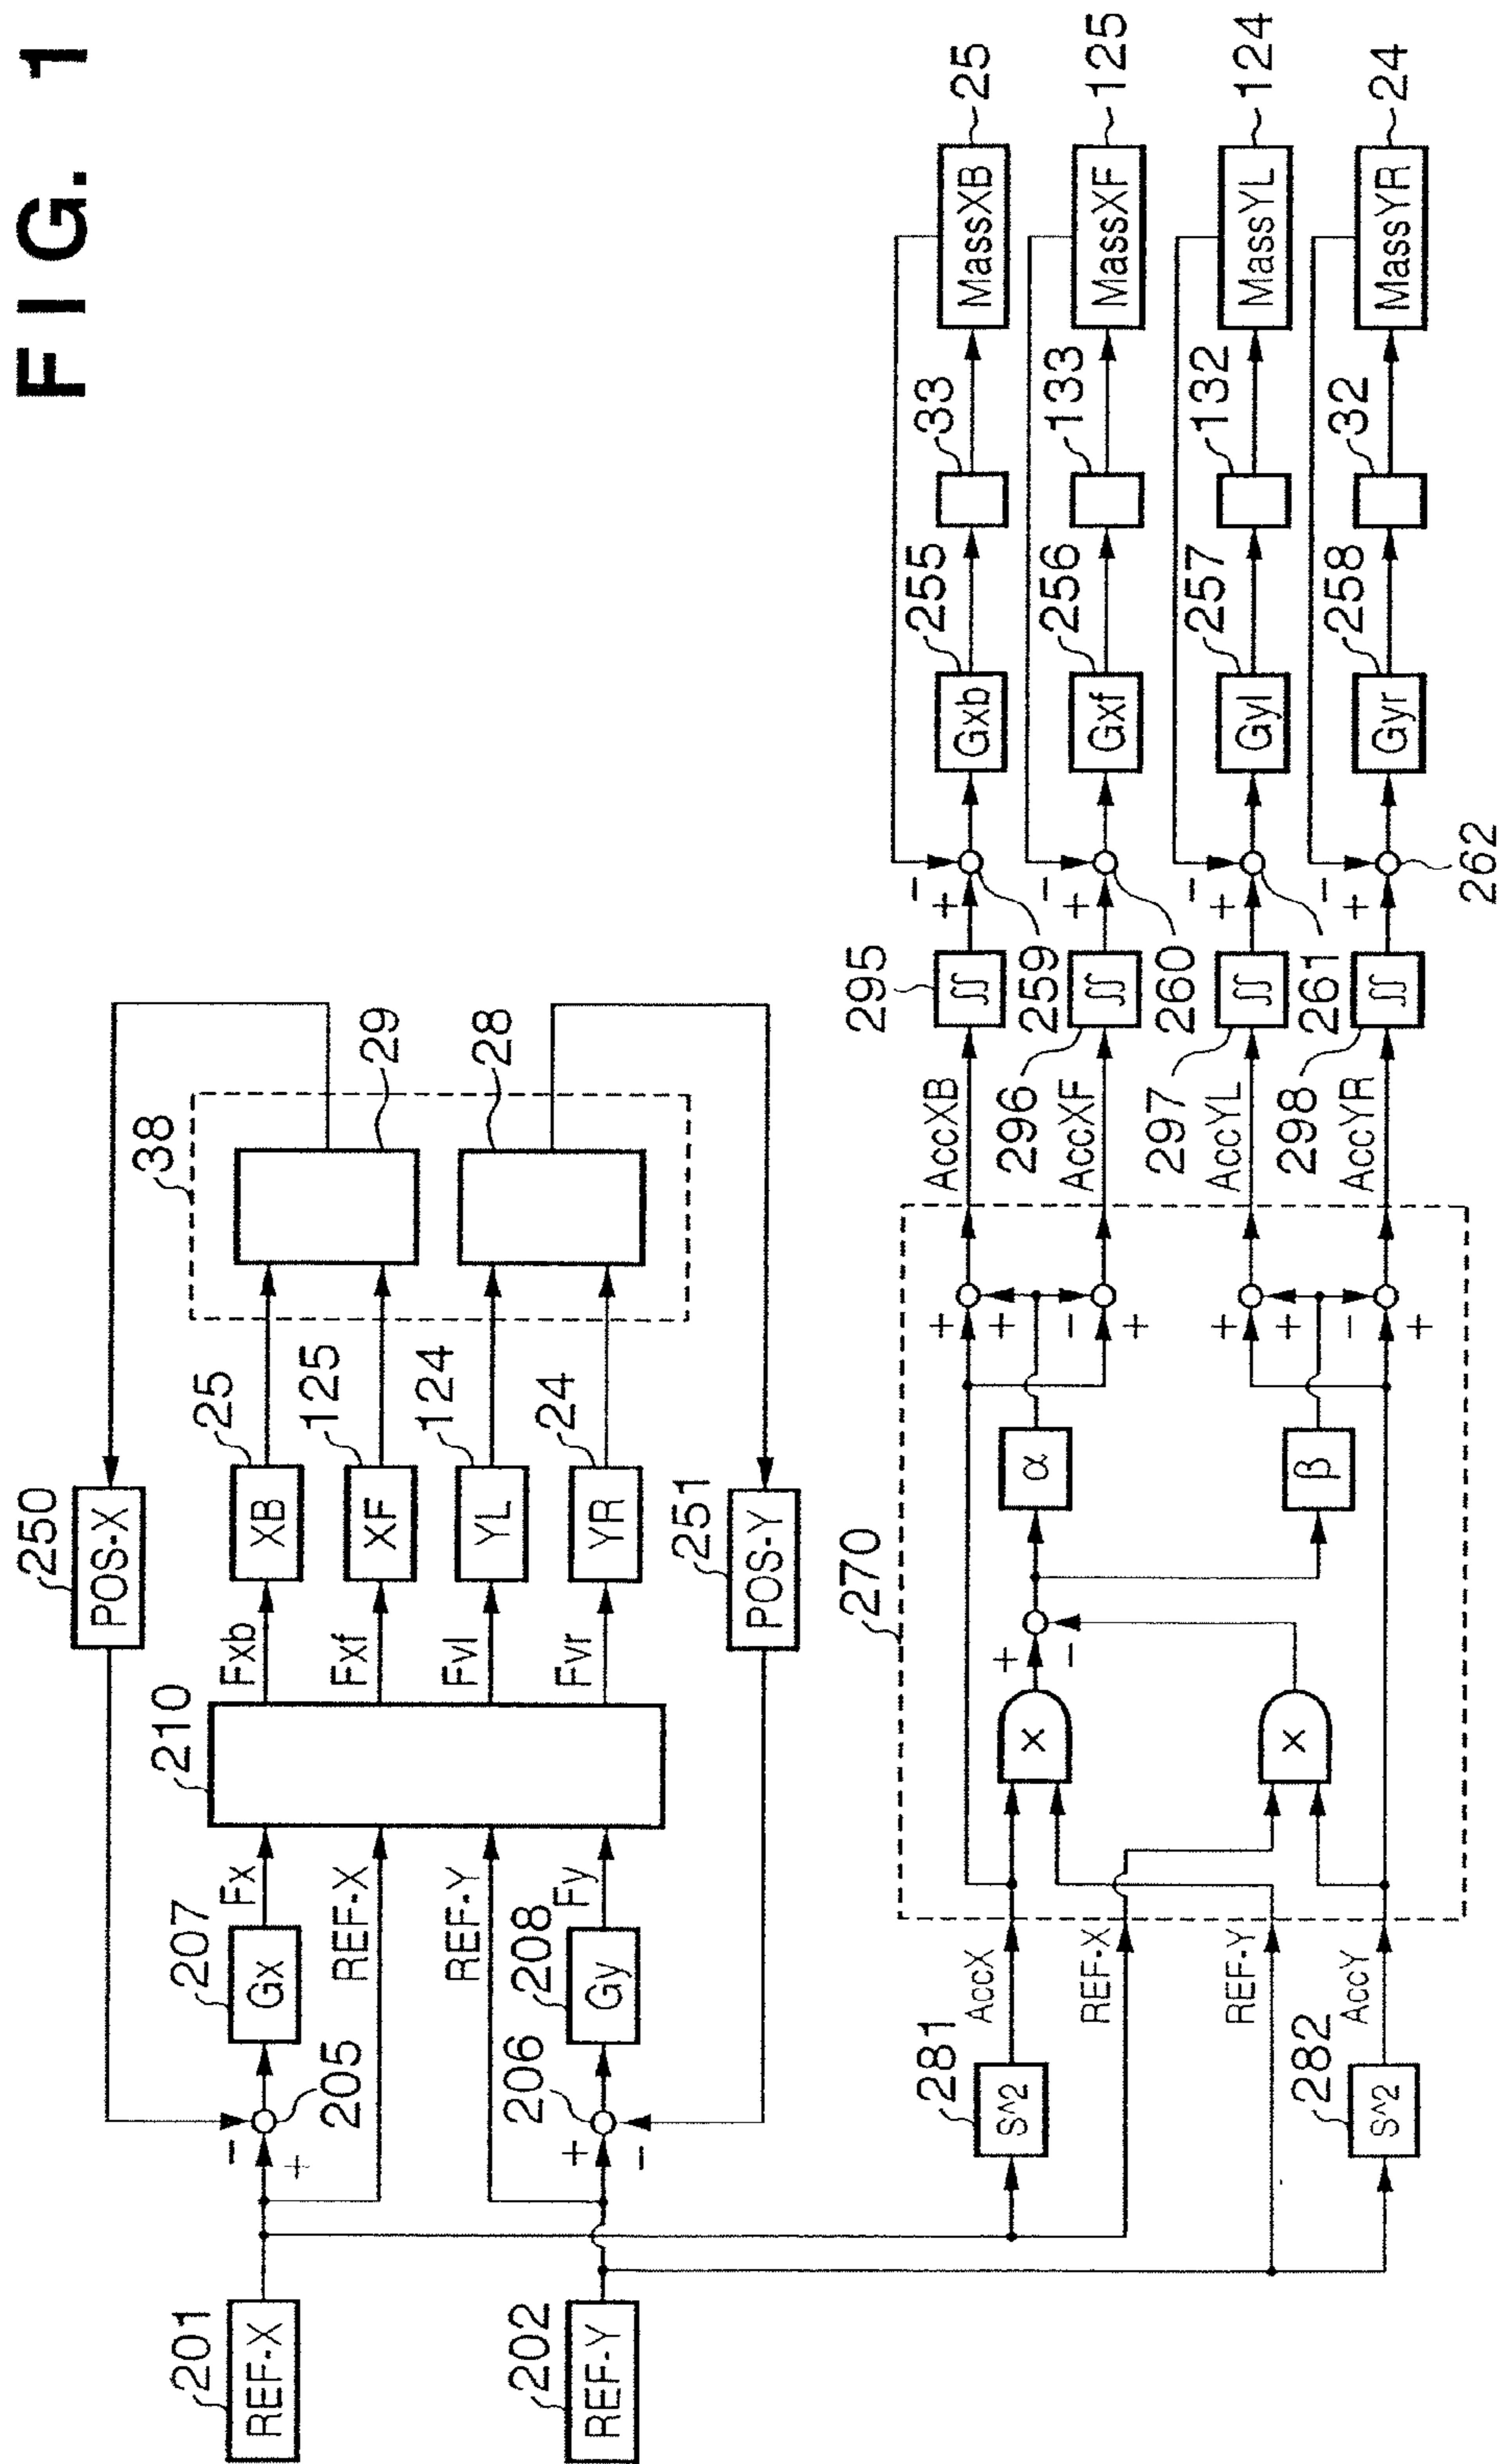 FIG. 1
250
POS-X
38
201
REF-X
-
+
205
207
Gx
Fx
210
Fxb
25
XB
29
REF-X
Fxf
125
XF
202
REF-Y
206
+
-
208
Gy
REF-Y
Fy
Fyl
124
YL
28
Fyr
24
YR
251
POS-Y
281
S^2
AccX
REF-X
REF-Y
282
S^2
AccY
270
x
+
-
x
α
β
+
+
-
+
+
+
-
+
AccXB
295
∬
-
+
259
255
Gxb
33
MassXB
25
AccXF
296
∬
-
+
260
256
Gxf
133
MassXF
125
AccYL
297
∬
-
+
261
257
Gyl
132
MassYL
124
AccYR
298
∬
-
+
262
258
Gyr
32
MassYR
24